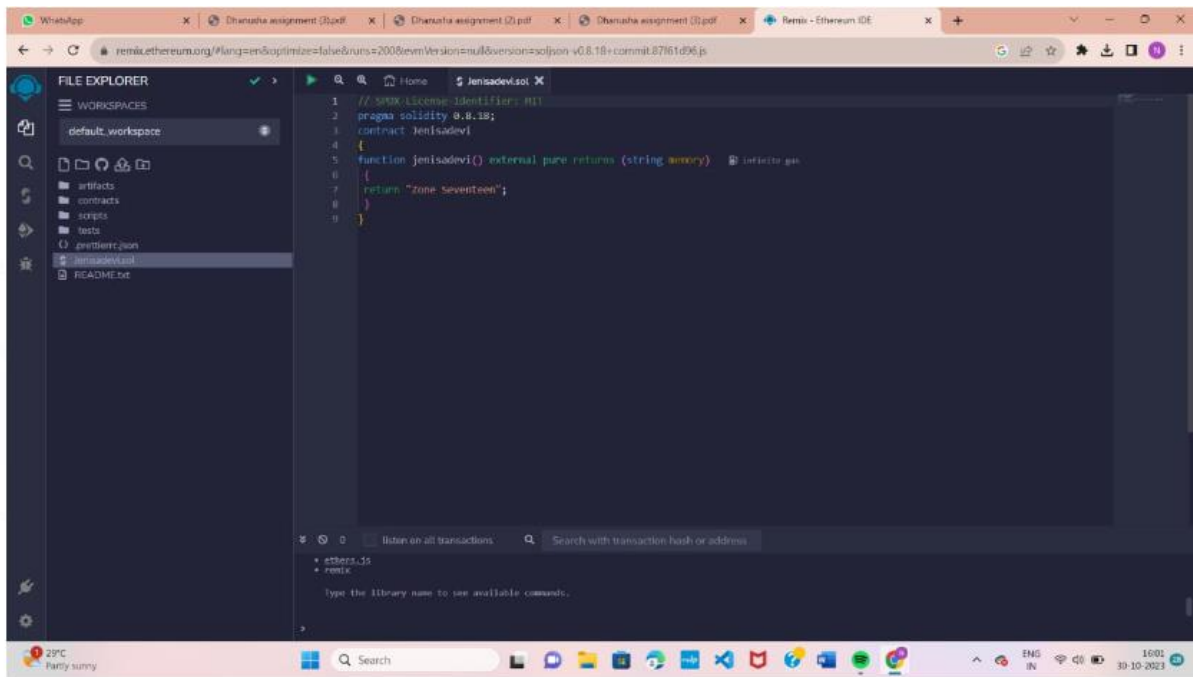 WhatsApp
Dhanusha assignment (3).pdf
Dhanusha assignment (2).pdf
Dhanusha assignment (3).pdf
Remix - Ethereum IDE
remix.ethereum.org/#lang=en&optimize=false&runs=200&evmVersion=null&version=soljson-v0.8.18+commit.87f61d96.js
N
FILE EXPLORER
WORKSPACES
default_workspace
artifacts
contracts
scripts
tests
.prettierrc.json
Jenisadevi.sol
README.txt
Home
Jenisadevi.sol
1 // SPDX-License-Identifier: MIT
2 pragma solidity 0.8.18;
3 contract Jenisadevi
4 {
5 function jenisadevi() external pure returns (string memory) infinite gas
6 {
7 return "Zone Seventeen";
8 }
9 }
0 listen on all transactions Search with transaction hash or address
• ethers.js
• remix
Type the library name to see available commands.
>
1
29°C
Partly sunny
Search
ENG
IN
16:01
30-10-2023